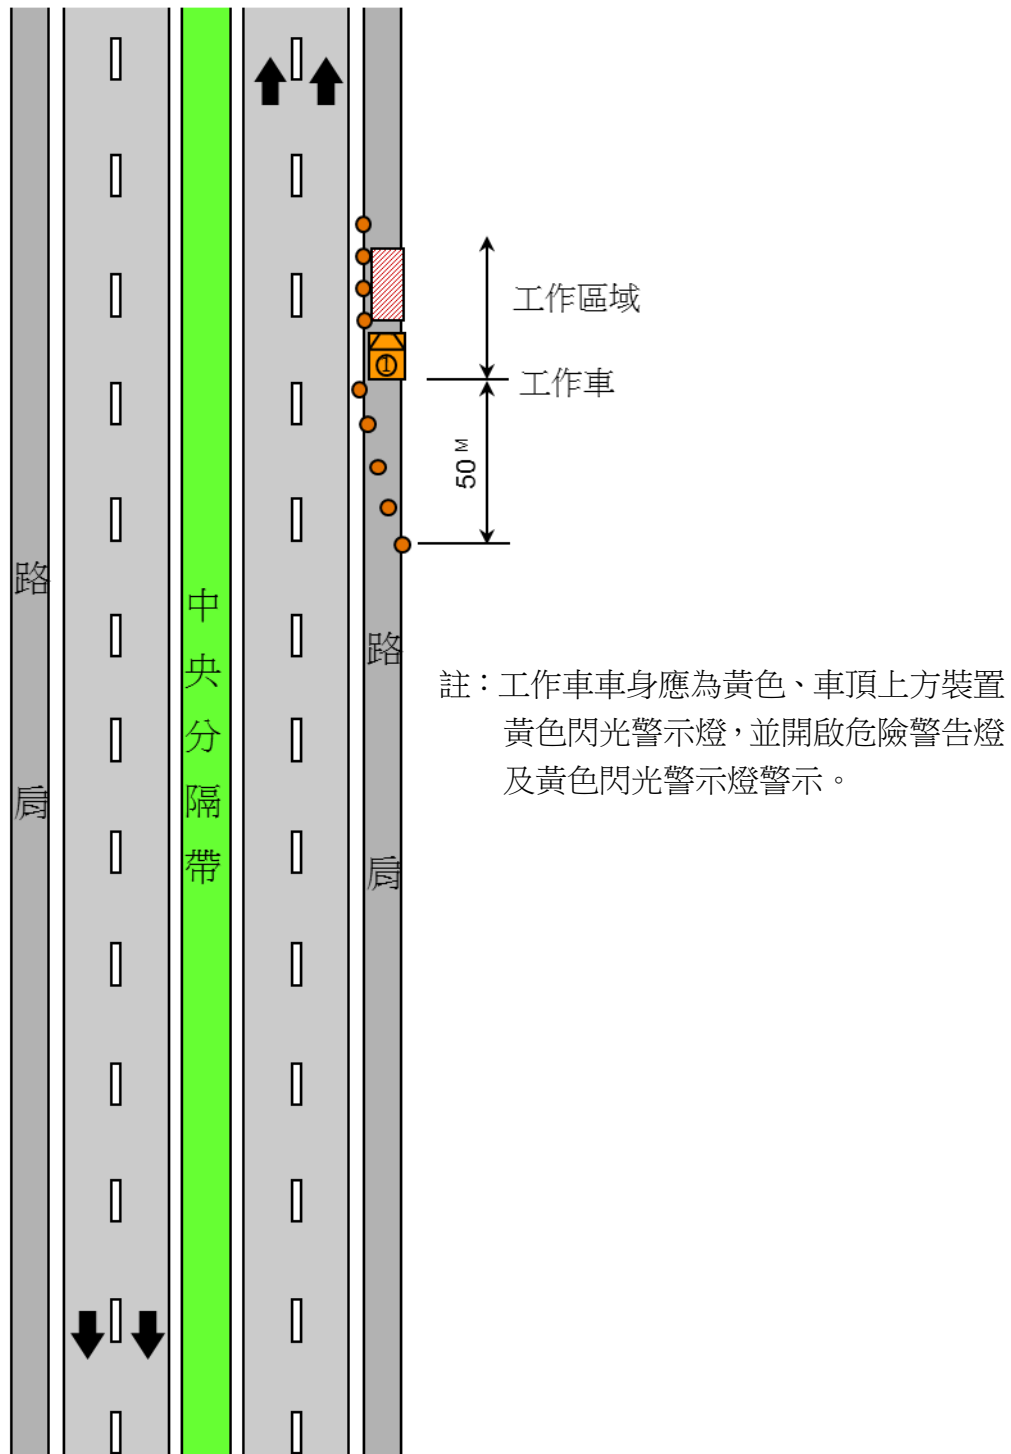 工作區域
①
工作車
50 M
路肩
中央分隔帶
路肩
註：工作車車身應為黃色、車頂上方裝置
黃色閃光警示燈，並開啟危險警告燈
及黃色閃光警示燈警示。